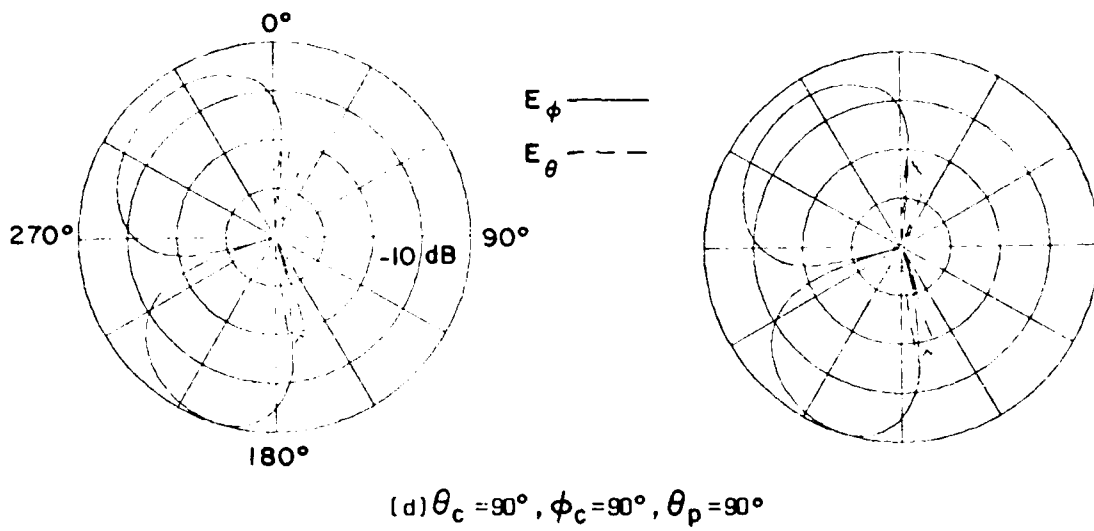 0°
E_ϕ ———
E_θ – – –
270°
-10 dB
90°
180°
(d) θ_c = 90°, ϕ_c = 90°, θ_p = 90°